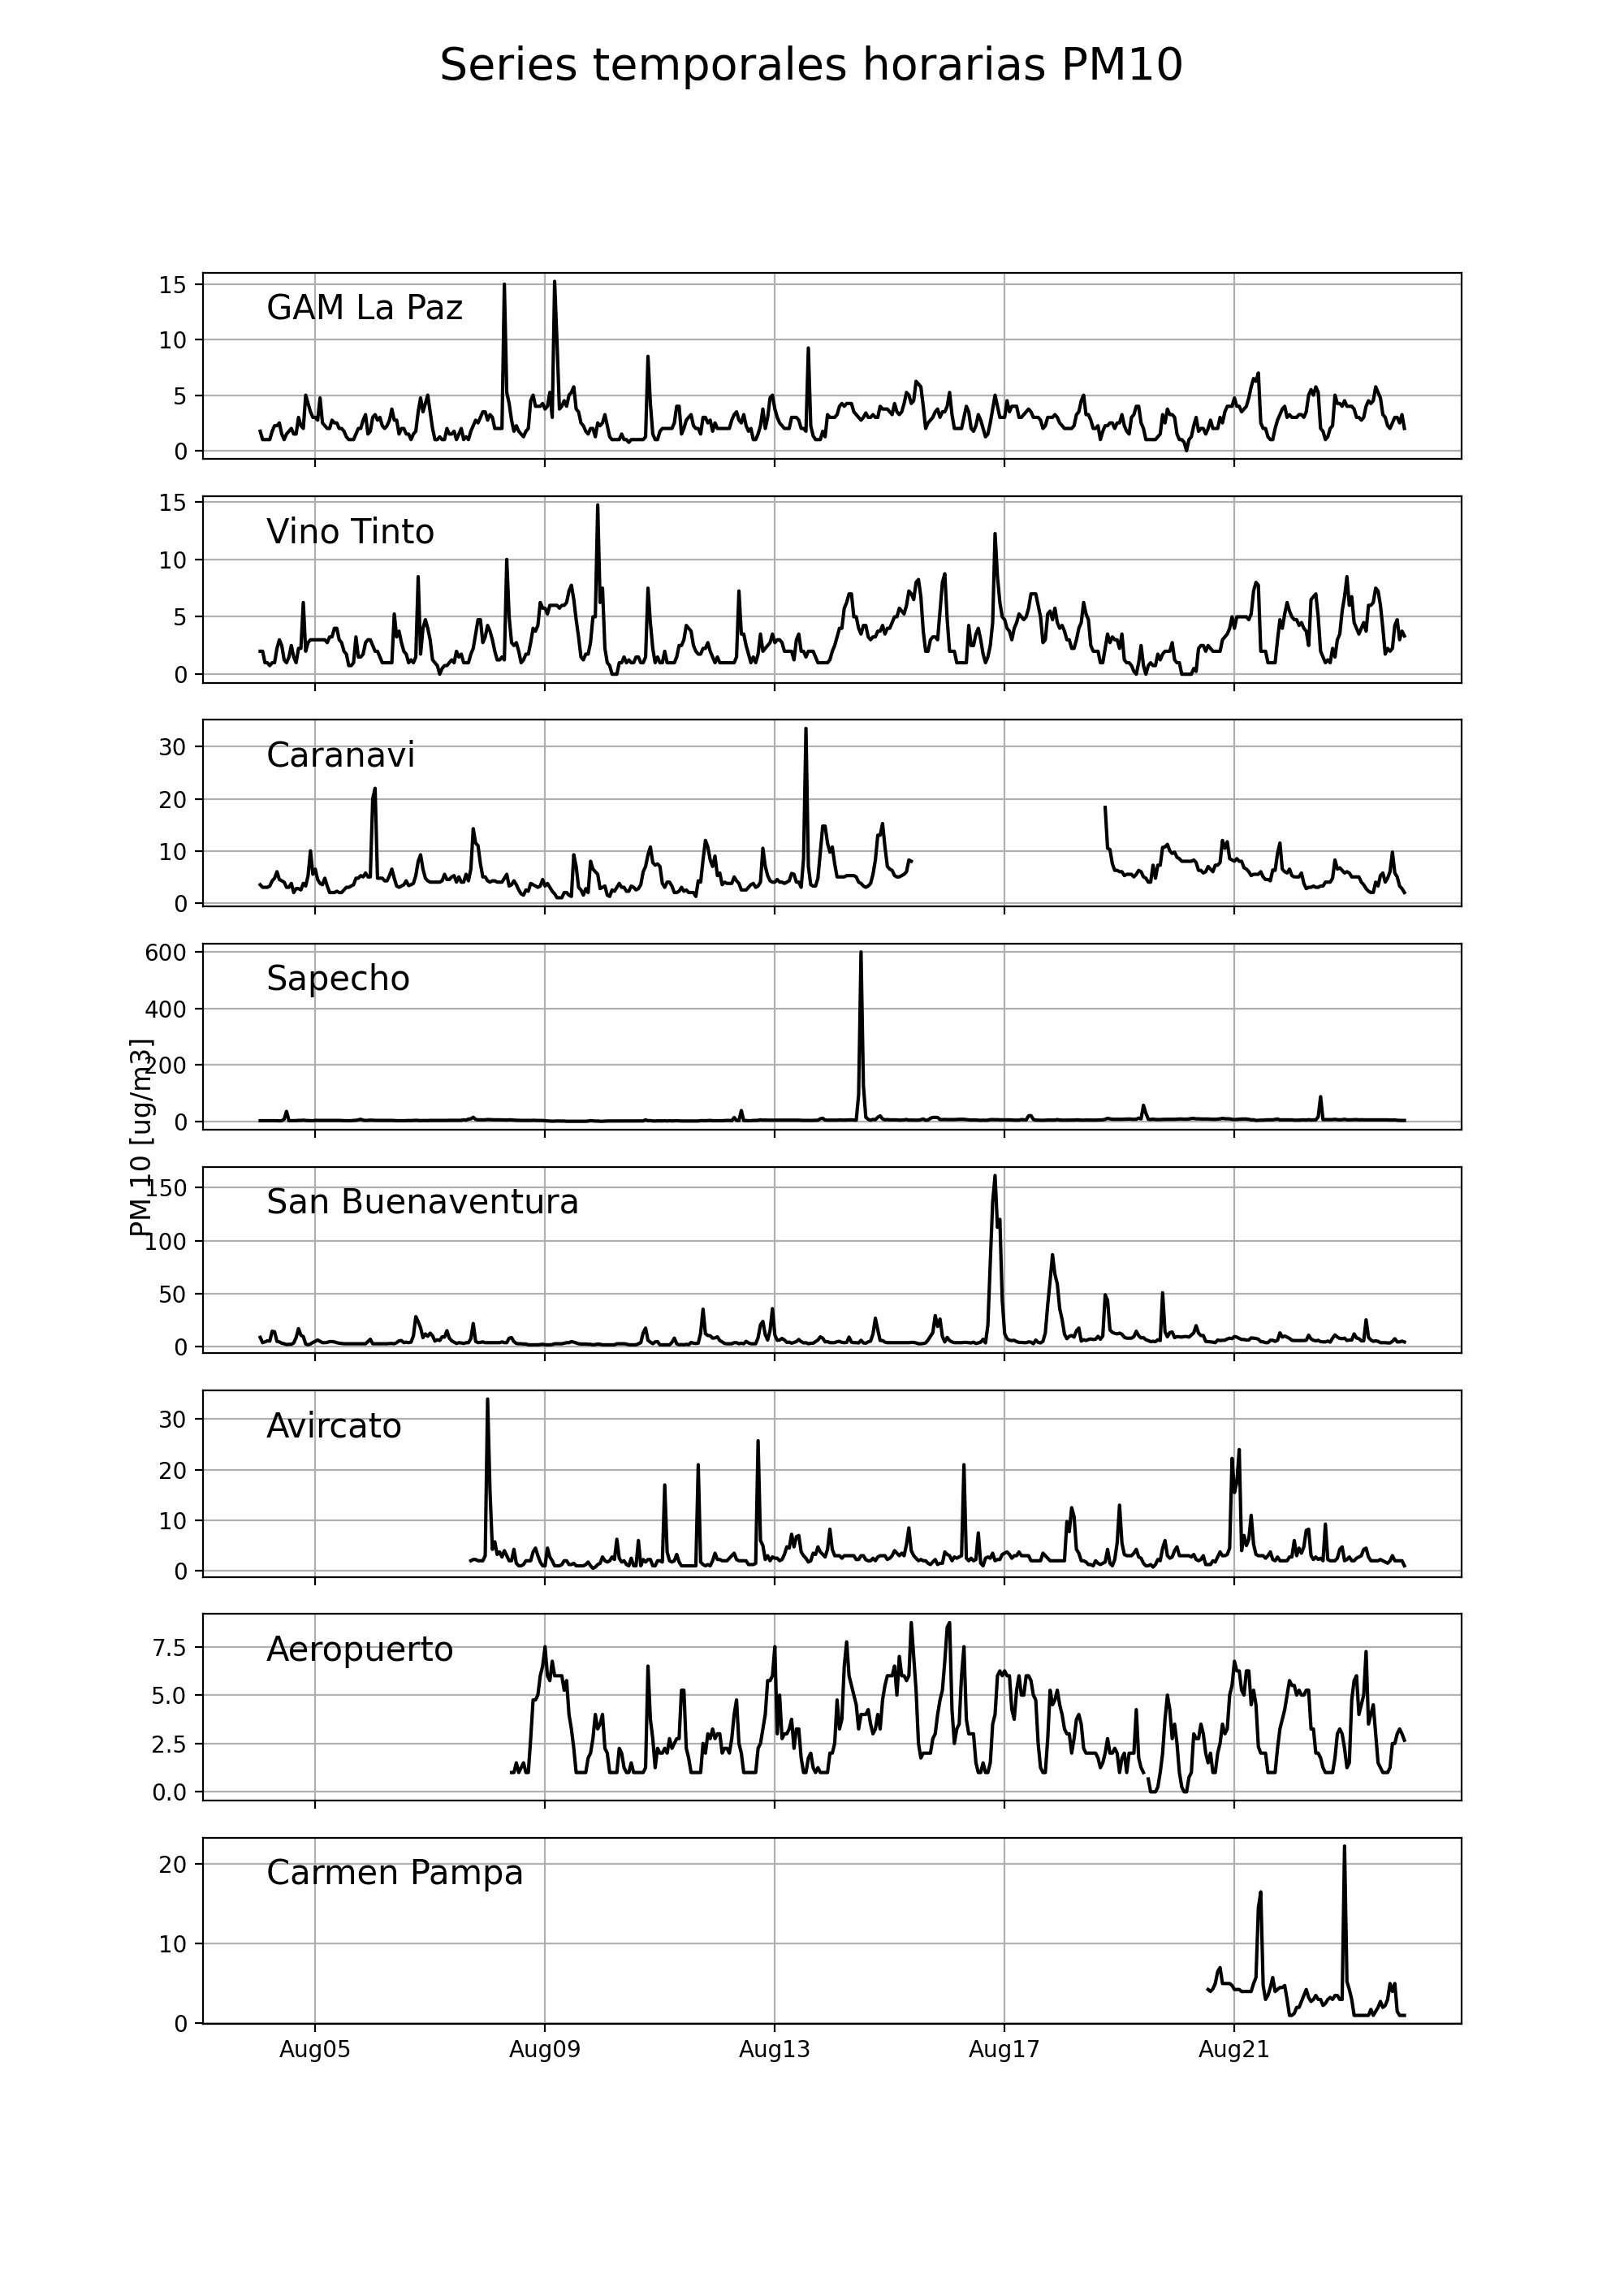 Series temporales horarias PM10
PM 10 [ug/m3]
GAM La Paz
15
10
5
0
Vino Tinto
15
10
5
0
Caranavi
30
20
10
0
Sapecho
600
400
200
0
San Buenaventura
150
100
50
0
Avircato
30
20
10
0
Aeropuerto
7.5
5.0
2.5
0.0
Carmen Pampa
20
10
0
Aug05 Aug09 Aug13 Aug17 Aug21